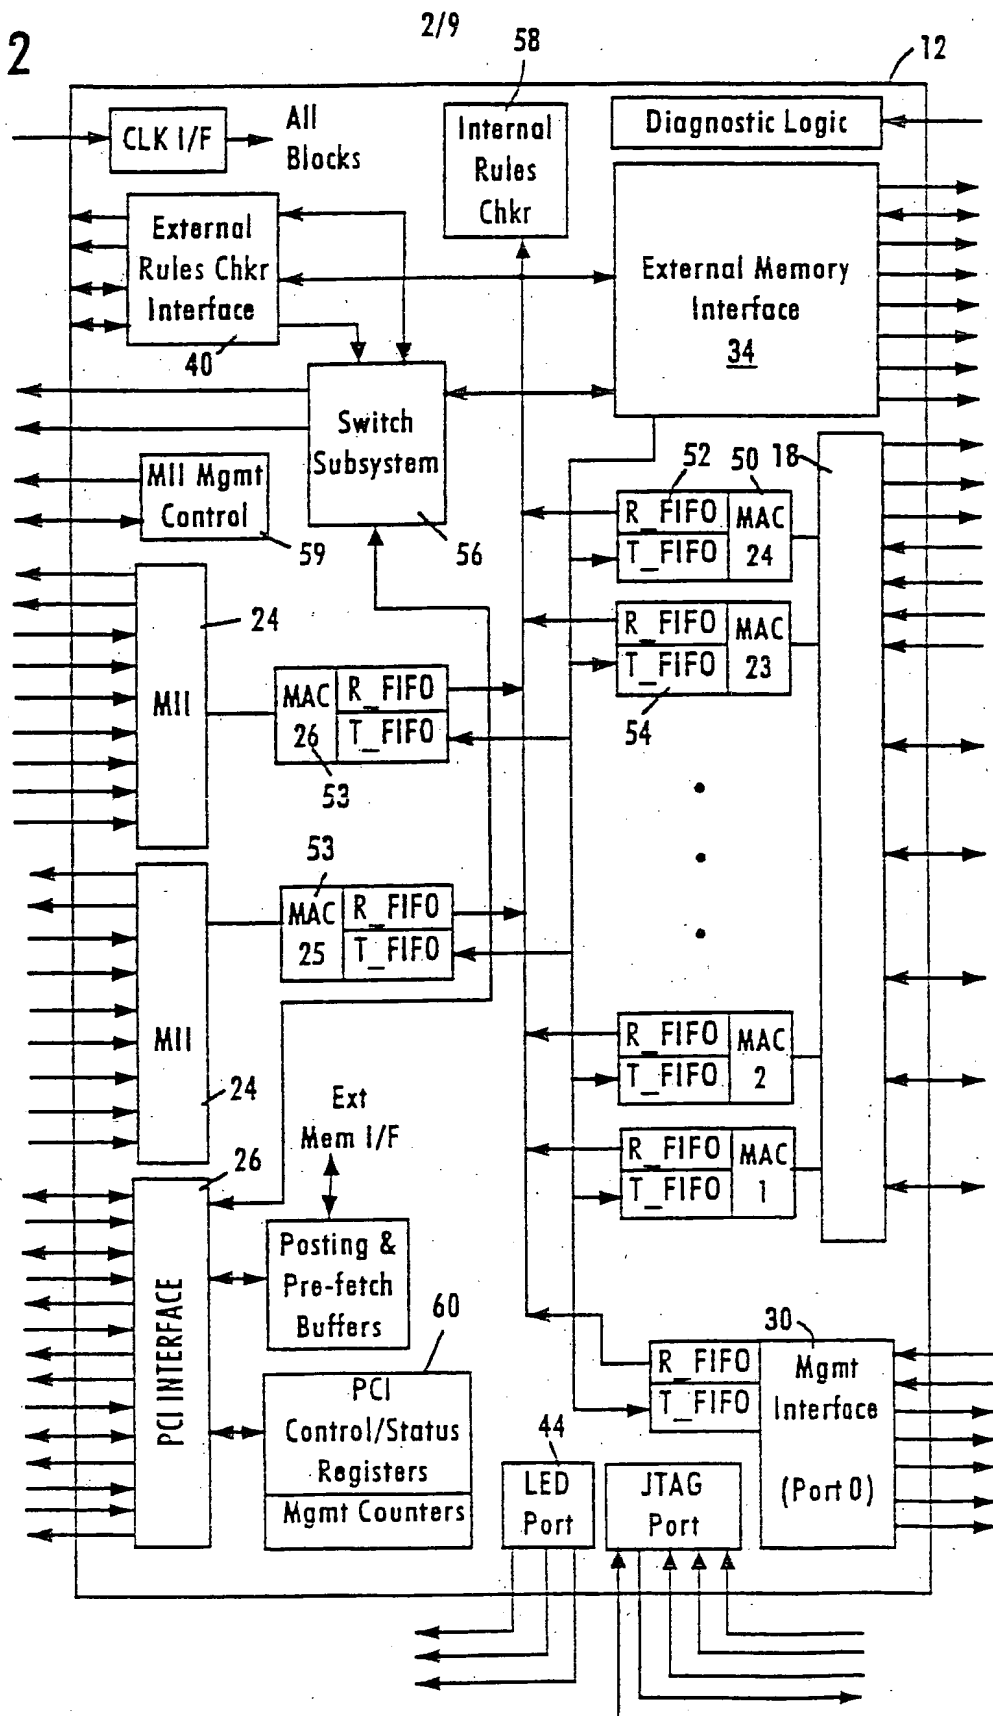 2/9
2
58
12
CLK I/F
All
Blocks
Internal
Rules
Chkr
Diagnostic Logic
External
Rules Chkr
Interface
40
External Memory
Interface
34
Switch
Subsystem
56
MII Mgmt
Control
59
52
50
18
R_FIFO
T_FIFO
MAC
24
R_FIFO
T_FIFO
MAC
23
54
24
MII
MAC
26
R_FIFO
T_FIFO
53
53
MAC
25
R_FIFO
T_FIFO
MII
24
R_FIFO
T_FIFO
MAC
2
R_FIFO
T_FIFO
MAC
1
Ext
Mem I/F
26
PCI INTERFACE
Posting &
Pre-fetch
Buffers
60
PCI
Control/Status
Registers
Mgmt Counters
30
R_FIFO
T_FIFO
Mgmt
Interface
(Port 0)
44
LED
Port
JTAG
Port